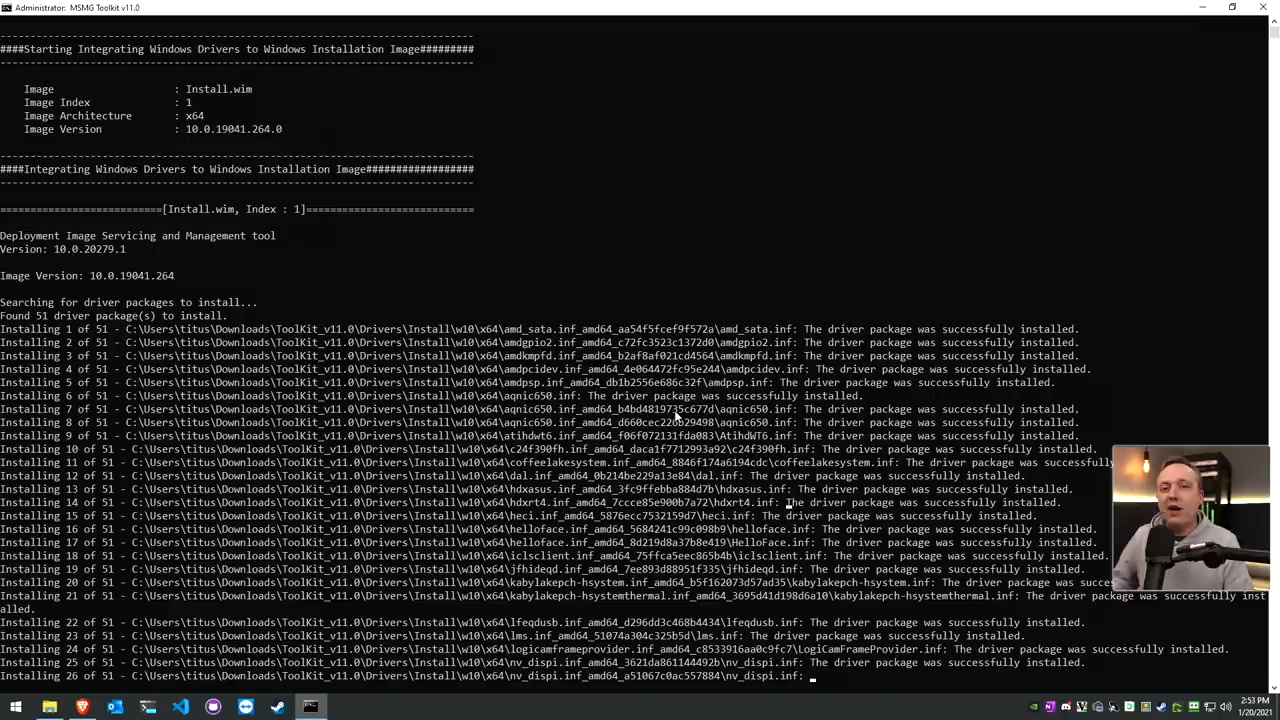 Administrator: MSMG Toolkit v11.0
-------------------------------------------------------------------------------
####Starting Integrating Windows Drivers to Windows Installation Image#########
-------------------------------------------------------------------------------
Image : Install.wim
Image Index : 1
Image Architecture : x64
Image Version : 10.0.19041.264.0
-------------------------------------------------------------------------------
####Integrating Windows Drivers to Windows Installation Image##################
-------------------------------------------------------------------------------
===========================[Install.wim, Index : 1]============================
Deployment Image Servicing and Management tool
Version: 10.0.20279.1
Image Version: 10.0.19041.264
Searching for driver packages to install...
Found 51 driver package(s) to install.
Installing 1 of 51 - C:\Users\titus\Downloads\ToolKit_v11.0\Drivers\Install\w10\x64\amd_sata.inf_amd64_aa54f5fcef9f572a\amd_sata.inf: The driver package was successfully installed.
Installing 2 of 51 - C:\Users\titus\Downloads\ToolKit_v11.0\Drivers\Install\w10\x64\amdgpio2.inf_amd64_c72fc3523c1372d0\amdgpio2.inf: The driver package was successfully installed.
Installing 3 of 51 - C:\Users\titus\Downloads\ToolKit_v11.0\Drivers\Install\w10\x64\amdkmpfd.inf_amd64_b2af8af021cd4564\amdkmpfd.inf: The driver package was successfully installed.
Installing 4 of 51 - C:\Users\titus\Downloads\ToolKit_v11.0\Drivers\Install\w10\x64\amdpcidev.inf_amd64_4e064472fc95e244\amdpcidev.inf: The driver package was successfully installed.
Installing 5 of 51 - C:\Users\titus\Downloads\ToolKit_v11.0\Drivers\Install\w10\x64\amdpsp.inf_amd64_db1b2556e686c32f\amdpsp.inf: The driver package was successfully installed.
Installing 6 of 51 - C:\Users\titus\Downloads\ToolKit_v11.0\Drivers\Install\w10\x64\aqnic650.inf: The driver package was successfully installed.
Installing 7 of 51 - C:\Users\titus\Downloads\ToolKit_v11.0\Drivers\Install\w10\x64\aqnic650.inf_amd64_b4bd4819735c677d\aqnic650.inf: The driver package was successfully installed.
Installing 8 of 51 - C:\Users\titus\Downloads\ToolKit_v11.0\Drivers\Install\w10\x64\aqnic650.inf_amd64_d660cec226b29498\aqnic650.inf: The driver package was successfully installed.
Installing 9 of 51 - C:\Users\titus\Downloads\ToolKit_v11.0\Drivers\Install\w10\x64\atihdwt6.inf_amd64_f06f072131fda083\AtihdWT6.inf: The driver package was successfully installed.
Installing 10 of 51 - C:\Users\titus\Downloads\ToolKit_v11.0\Drivers\Install\w10\x64\c24f390fh.inf_amd64_daca1f7712993a92\c24f390fh.inf: The driver package was successfully installed.
Installing 11 of 51 - C:\Users\titus\Downloads\ToolKit_v11.0\Drivers\Install\w10\x64\coffeelakesystem.inf_amd64_8846f174a6194cdc\coffeelakesystem.inf: The driver package was successfully
Installing 12 of 51 - C:\Users\titus\Downloads\ToolKit_v11.0\Drivers\Install\w10\x64\dal.inf_amd64_0b214be229a13e84\dal.inf: The driver package was successfully installed.
Installing 13 of 51 - C:\Users\titus\Downloads\ToolKit_v11.0\Drivers\Install\w10\x64\hdxasus.inf_amd64_3fc9ffebba884d7b\hdxasus.inf: The driver package was successfully installed.
Installing 14 of 51 - C:\Users\titus\Downloads\ToolKit_v11.0\Drivers\Install\w10\x64\hdxrt4.inf_amd64_7ccce85e900b7a72\hdxrt4.inf: The driver package was successfully installed.
Installing 15 of 51 - C:\Users\titus\Downloads\ToolKit_v11.0\Drivers\Install\w10\x64\heci.inf_amd64_5876ecc7532159d7\heci.inf: The driver package was successfully installed.
Installing 16 of 51 - C:\Users\titus\Downloads\ToolKit_v11.0\Drivers\Install\w10\x64\helloface.inf_amd64_5684241c99c098b9\Helloface.inf: The driver package was successfully installed.
Installing 17 of 51 - C:\Users\titus\Downloads\ToolKit_v11.0\Drivers\Install\w10\x64\helloface.inf_amd64_8d219d8a37b8e419\HelloFace.inf: The driver package was successfully installed.
Installing 18 of 51 - C:\Users\titus\Downloads\ToolKit_v11.0\Drivers\Install\w10\x64\iclsclient.inf_amd64_75ffca5eec865b4b\iclsclient.inf: The driver package was successfully installed.
Installing 19 of 51 - C:\Users\titus\Downloads\ToolKit_v11.0\Drivers\Install\w10\x64\jfhideqd.inf_amd64_7ee893d88951f335\jfhideqd.inf: The driver package was successfully installed.
Installing 20 of 51 - C:\Users\titus\Downloads\ToolKit_v11.0\Drivers\Install\w10\x64\kabylakepch-hsystem.inf_amd64_b5f162073d57ad35\kabylakepch-hsystem.inf: The driver package was succes
Installing 21 of 51 - C:\Users\titus\Downloads\ToolKit_v11.0\Drivers\Install\w10\x64\kabylakepch-hsystemthermal.inf_amd64_3695d41d198d6a10\kabylakepch-hsystemthermal.inf: The driver package was successfully inst
alled.
Installing 22 of 51 - C:\Users\titus\Downloads\ToolKit_v11.0\Drivers\Install\w10\x64\lfeqdusb.inf_amd64_d296dd3c468b4434\lfeqdusb.inf: The driver package was successfully installed.
Installing 23 of 51 - C:\Users\titus\Downloads\ToolKit_v11.0\Drivers\Install\w10\x64\lms.inf_amd64_51074a304c325b5d\lms.inf: The driver package was successfully installed.
Installing 24 of 51 - C:\Users\titus\Downloads\ToolKit_v11.0\Drivers\Install\w10\x64\logicamframeprovider.inf_amd64_c8533916aa0c9fc7\LogiCamFrameProvider.inf: The driver package was successfully installed.
Installing 25 of 51 - C:\Users\titus\Downloads\ToolKit_v11.0\Drivers\Install\w10\x64\nv_dispi.inf_amd64_3621da861144492b\nv_dispi.inf: The driver package was successfully installed.
Installing 26 of 51 - C:\Users\titus\Downloads\ToolKit_v11.0\Drivers\Install\w10\x64\nv_dispi.inf_amd64_a51067c0ac557884\nv_dispi.inf:
2:53 PM
1/20/2021